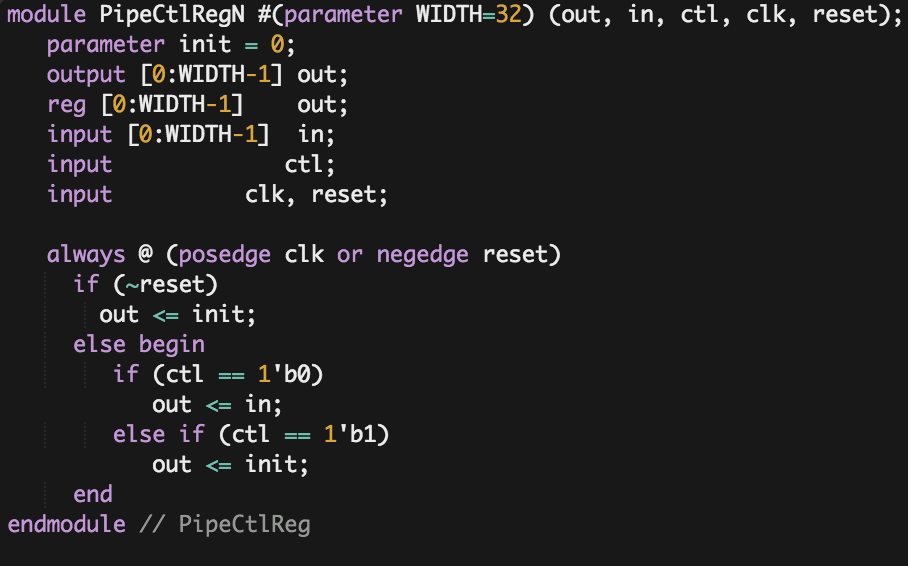 module PipeCtlRegN #(parameter WIDTH=32) (out, in, ctl, clk, reset);
   parameter init = 0;
   output [0:WIDTH-1] out;
   reg [0:WIDTH-1]    out;
   input [0:WIDTH-1]  in;
   input             ctl;
   input          clk, reset;

   always @ (posedge clk or negedge reset)
     if (~reset)
       out <= init;
     else begin
        if (ctl == 1'b0)
           out <= in;
        else if (ctl == 1'b1)
           out <= init;
     end
endmodule // PipeCtlReg